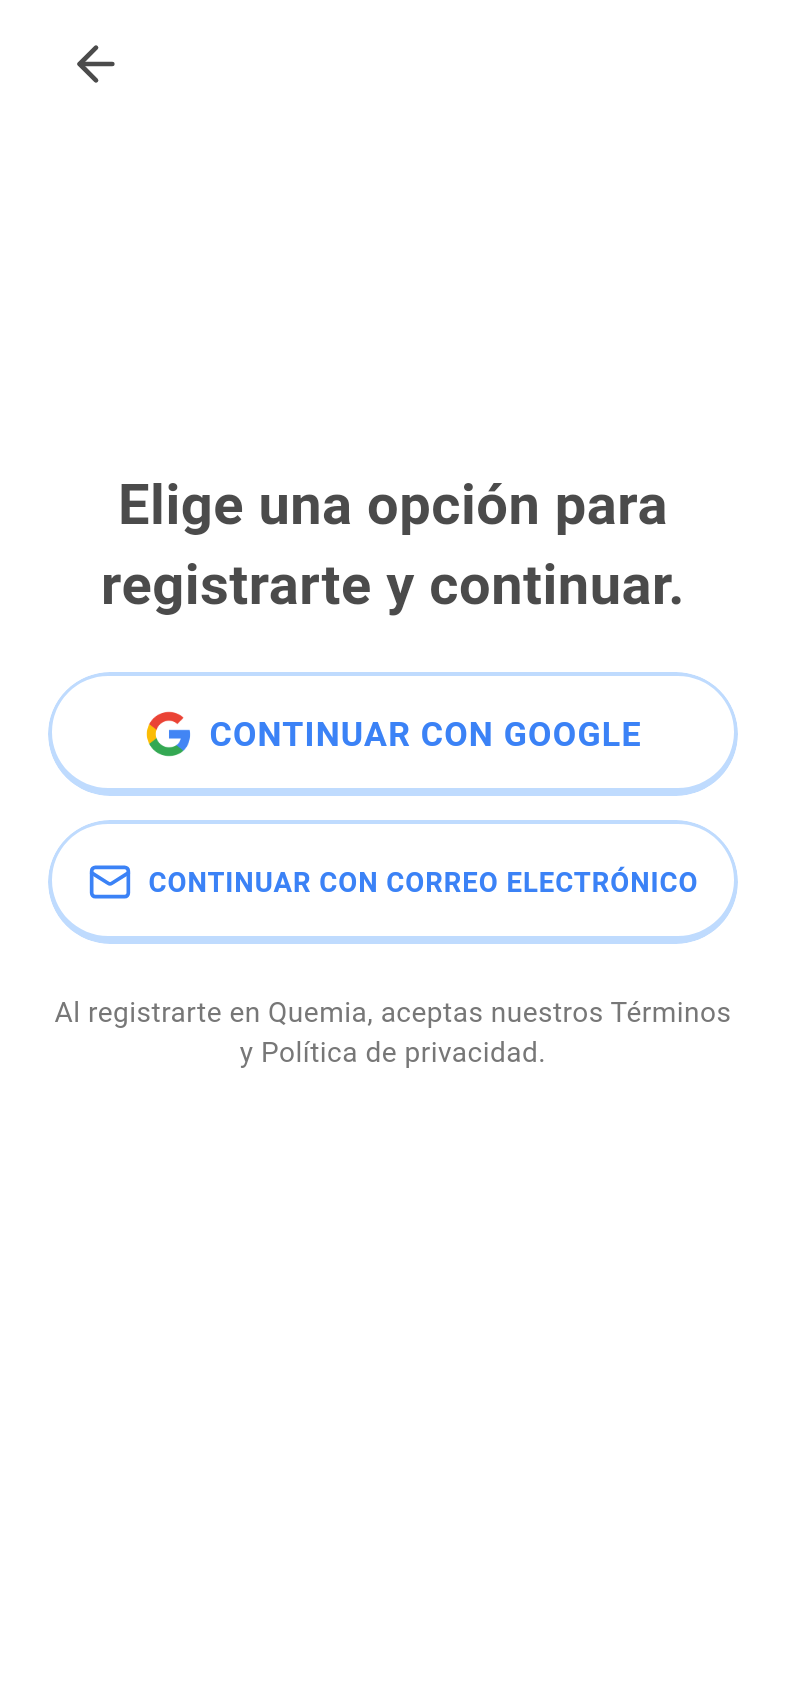 Elige una opción para
registrarte y continuar.
CONTINUAR CON GOOGLE
CONTINUAR CON CORREO ELECTRÓNICO
Al registrarte en Quemia, aceptas nuestros Términos
y Política de privacidad.